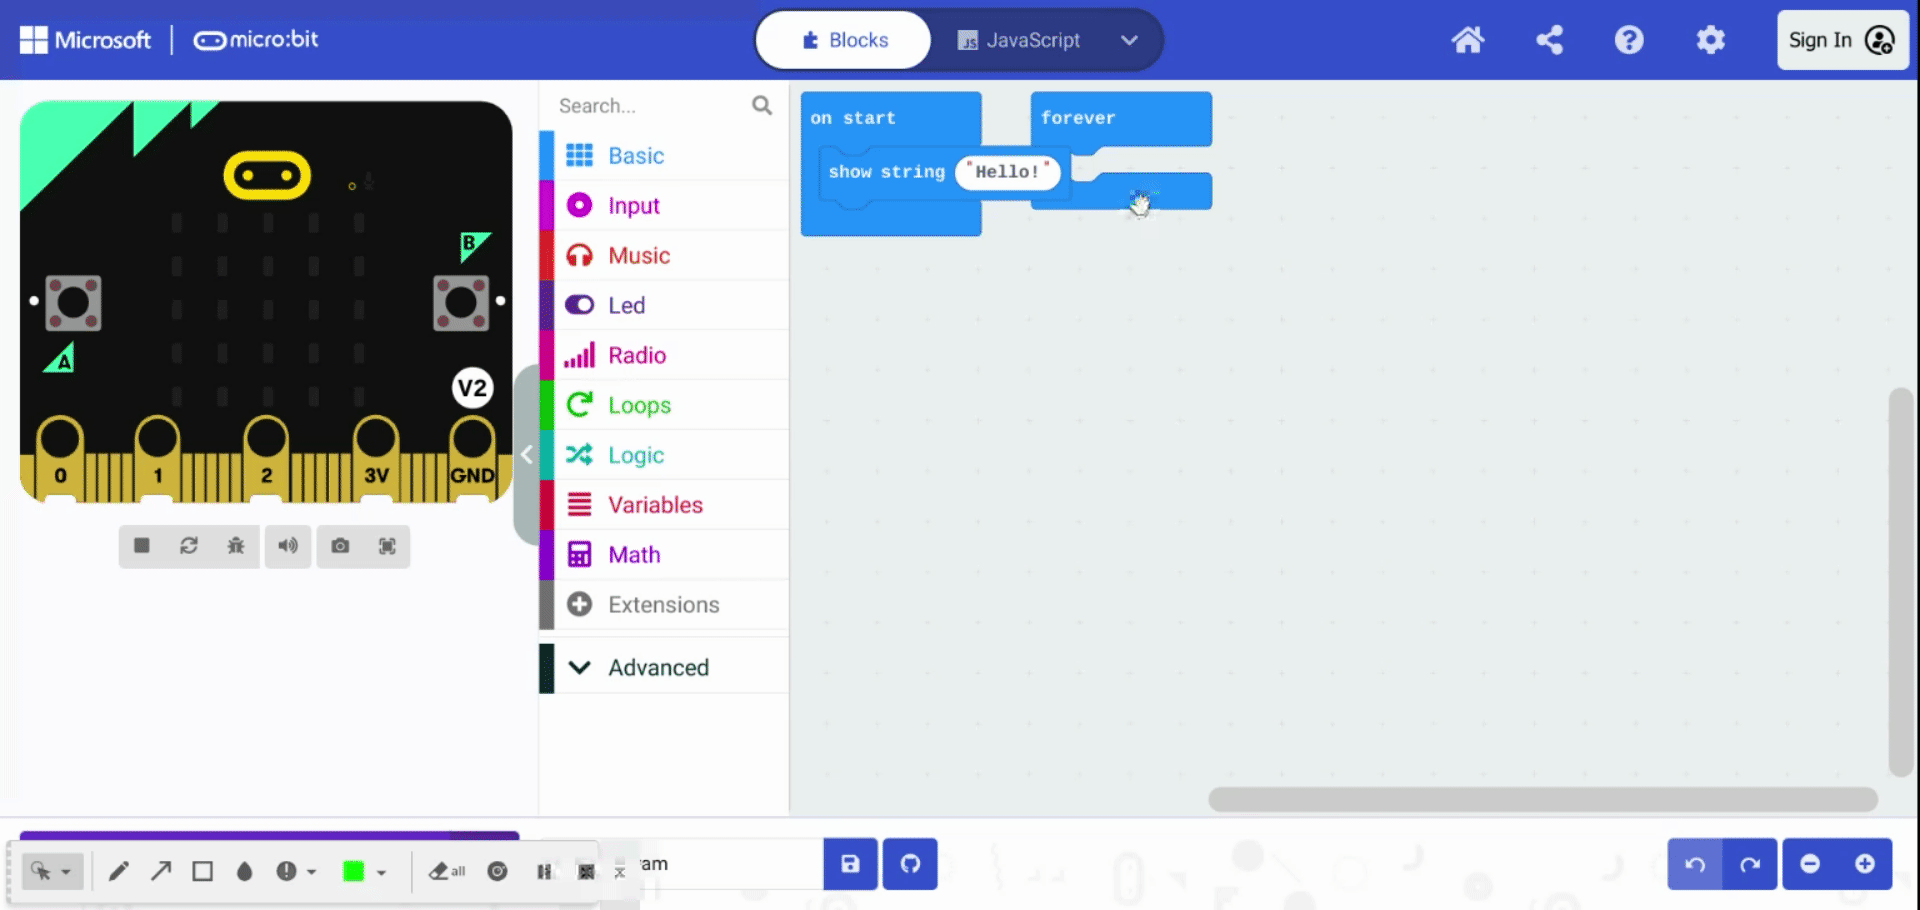 Microsoft micro:bit
Blocks
JS JavaScript
Sign In
Search...
Basic
Input
Music
Led
Radio
Loops
Logic
Variables
Math
Extensions
Advanced
on start
show string "Hello!"
forever
B
A
V2
0 1 2 3V GND
all
am